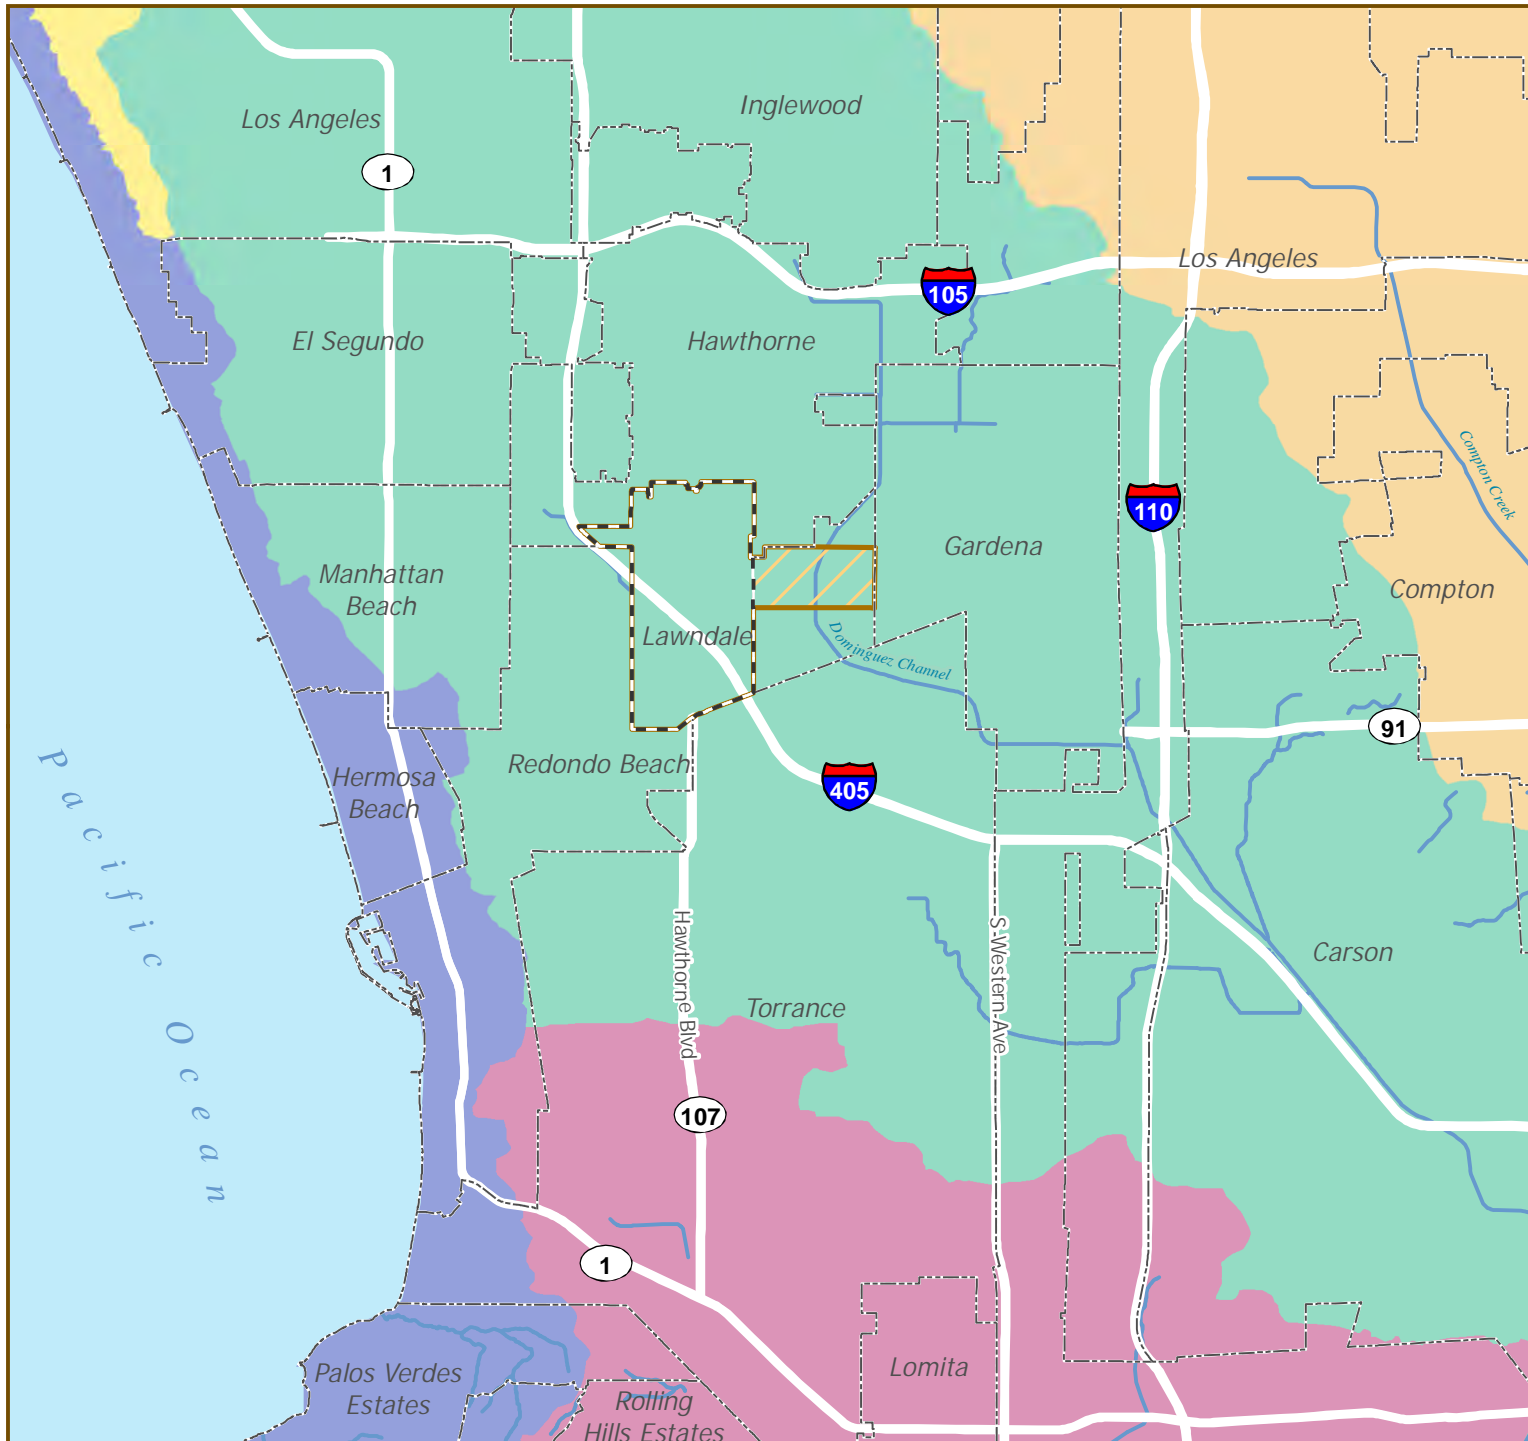 Inglewood
Los Angeles
1
Los Angeles
105
El Segundo
Hawthorne
Compton Creek
110
Gardena
Manhattan
Beach
Compton
Lawndale
Dominguez Channel
91
Pacific Ocean
Redondo Beach
Hermosa
Beach
405
Hawthorne Blvd
S Western Ave
Carson
Torrance
107
1
Palos Verdes
Estates
Lomita
Rolling
Hills Estates